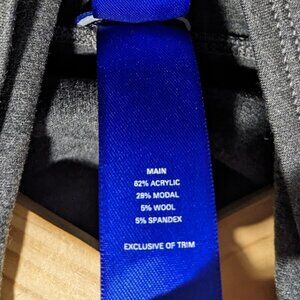 MAIN
62% ACRYLIC
28% MODAL
5% WOOL
5% SPANDEX
EXCLUSIVE OF TRIM